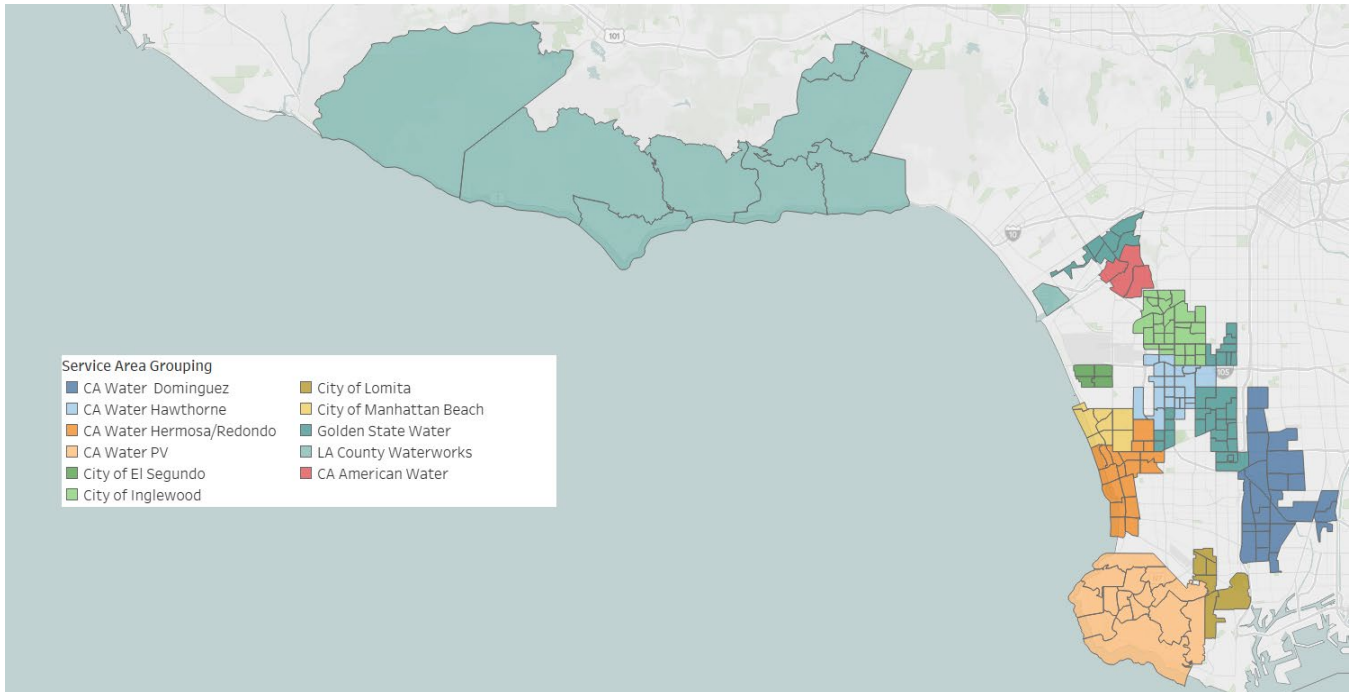 101
10
105
Service Area Grouping
CA Water Dominguez
CA Water Hawthorne
CA Water Hermosa/Redondo
CA Water PV
City of El Segundo
City of Inglewood
City of Lomita
City of Manhattan Beach
Golden State Water
LA County Waterworks
CA American Water